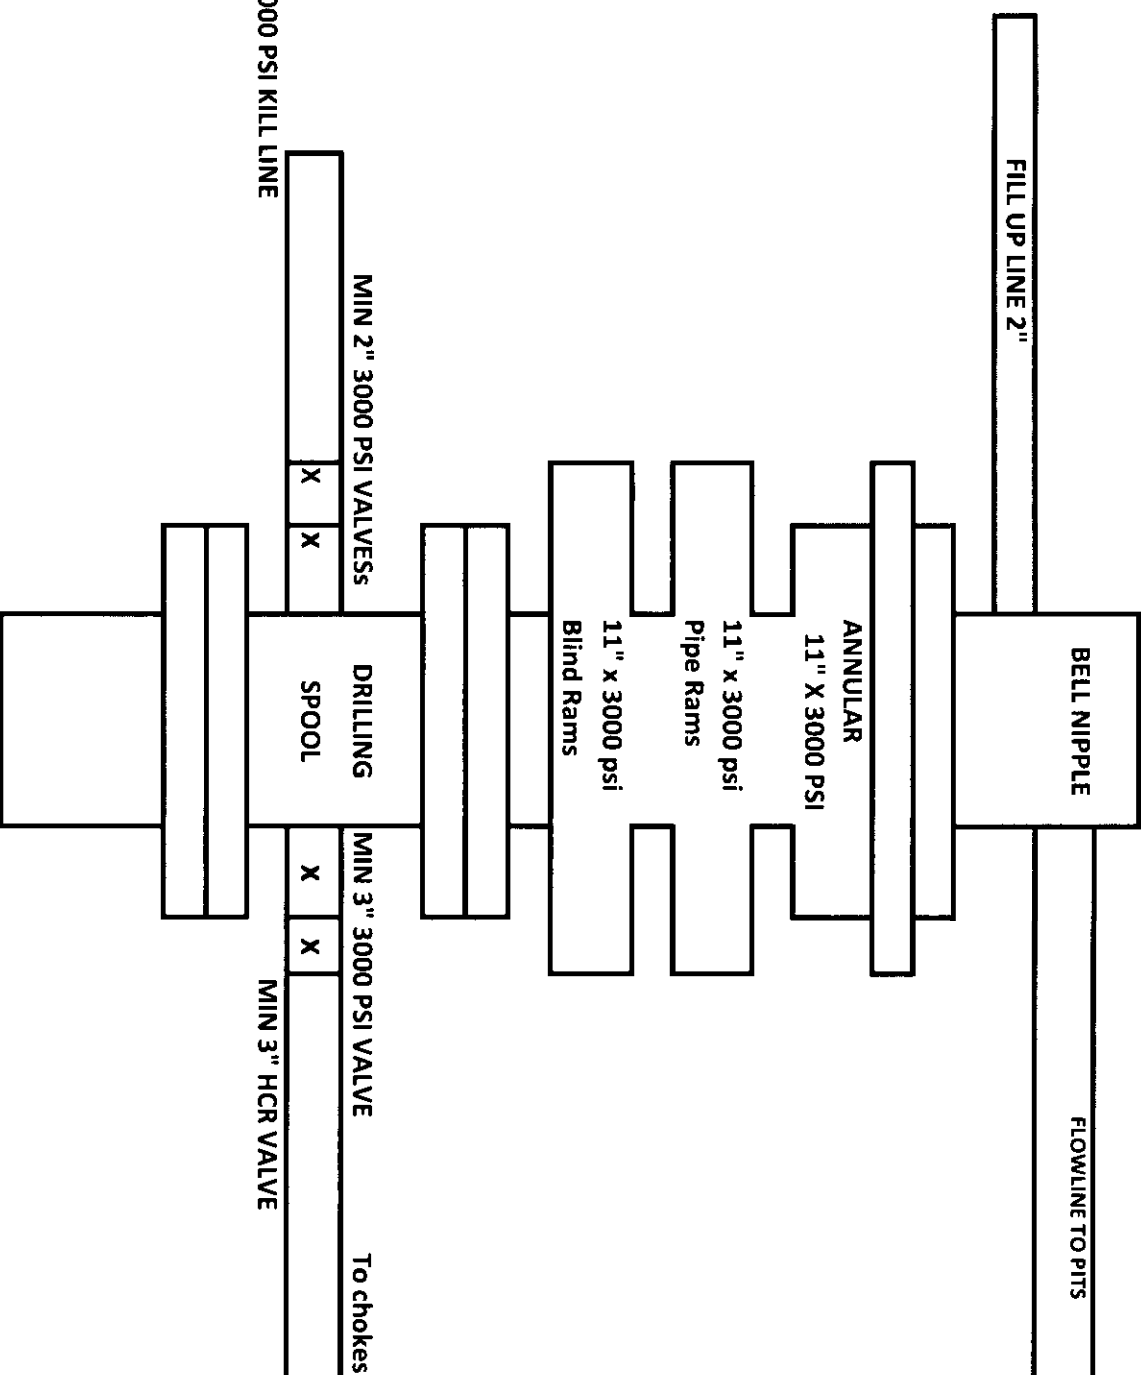 FILL UP LINE 2"
BELL NIPPLE
FLOWLINE TO PITS
ANNULAR
11" X 3000 PSI
11" x 3000 psi
Pipe Rams
11" x 3000 psi
Blind Rams
MIN 2" 3000 PSI VALVESs
DRILLING
SPOOL
MIN 3" 3000 PSI VALVE
To chokes
X
X
X
X
PSI KILL LINE
MIN 3" HCR VALVE